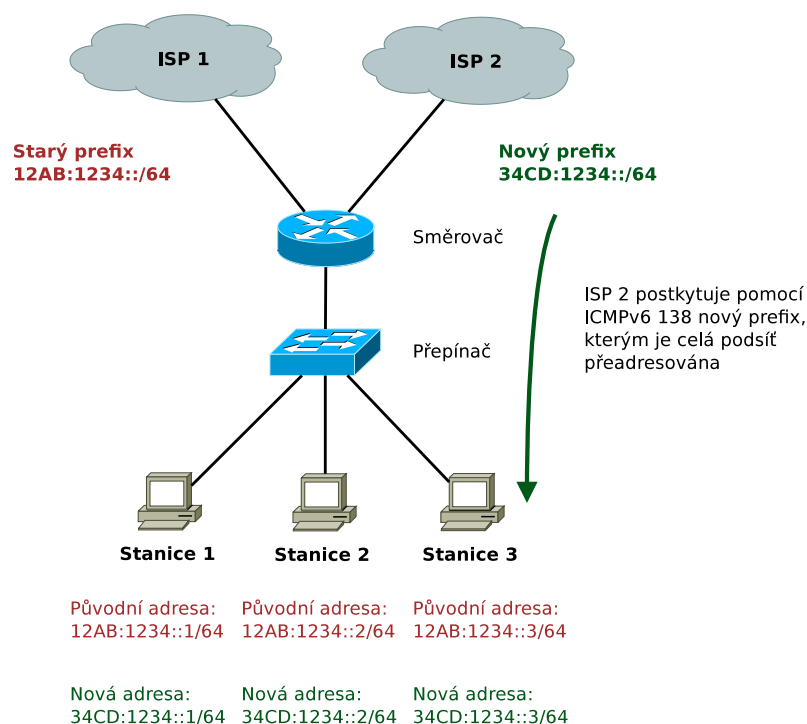 ISP 1
ISP 2
Starý prefix
12AB:1234::/64
Nový prefix
34CD:1234::/64
Směrovač
ISP 2 postkytuje pomocí
ICMPv6 138 nový prefix,
kterým je celá podsíť
přeadresována
Přepínač
Stanice 1
Stanice 2
Stanice 3
Původní adresa:
12AB:1234::1/64
Původní adresa:
12AB:1234::2/64
Původní adresa:
12AB:1234::3/64
Nová adresa:
34CD:1234::1/64
Nová adresa:
34CD:1234::2/64
Nová adresa:
34CD:1234::3/64